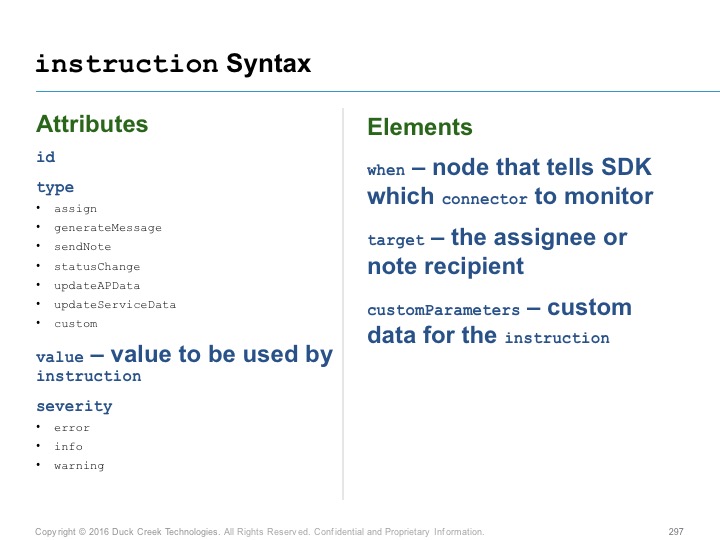 instruction Syntax
Attributes
id
type
• assign
• generateMessage
• sendNote
• statusChange
• updateAPData
• updateServiceData
• custom
value – value to be used by
instruction
severity
• error
• info
• warning
Elements
when – node that tells SDK
which connector to monitor
target – the assignee or
note recipient
customParameters – custom
data for the instruction
Copyright © 2016 Duck Creek Technologies. All Rights Reserved. Confidential and Proprietary Information.
297